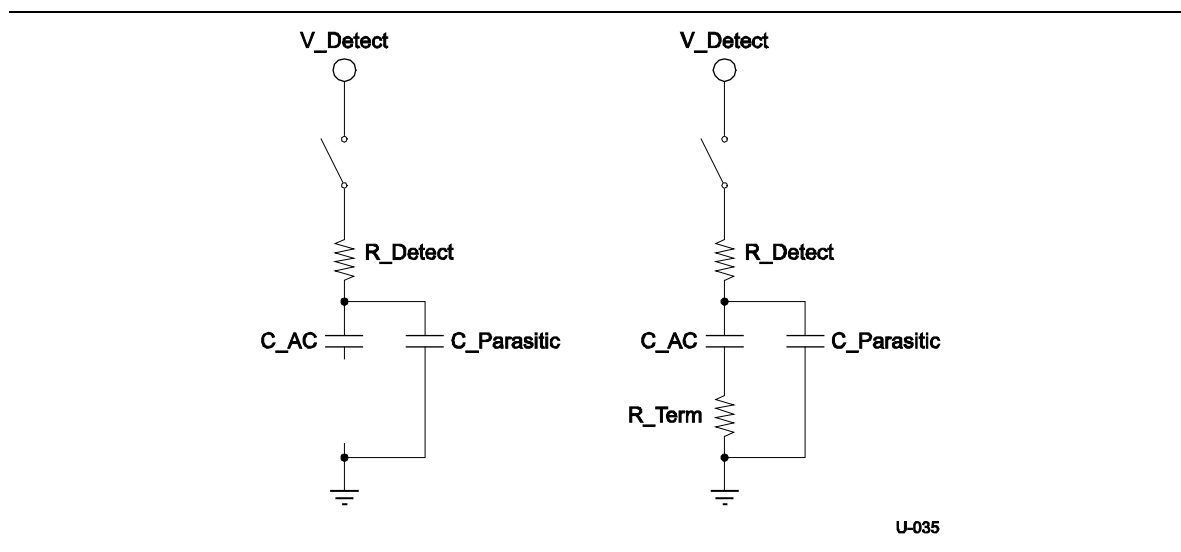 V_Detect
V_Detect
R_Detect
R_Detect
C_AC
C_Parasitic
C_AC
C_Parasitic
R_Term
U-035